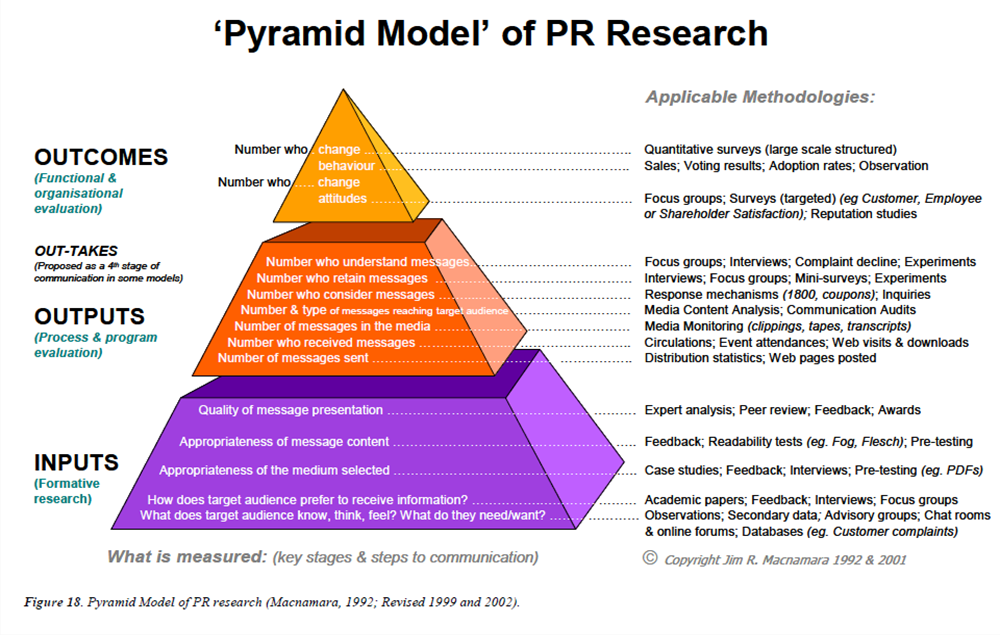 ‘Pyramid Model’ of PR Research
Applicable Methodologies:
OUTCOMES
(Functional &
organisational
evaluation)
Number who change
behaviour
Number who change
attitudes
Quantitative surveys (large scale structured)
Sales; Voting results; Adoption rates; Observation
Focus groups; Surveys (targeted) (eg Customer, Employee
or Shareholder Satisfaction); Reputation studies
OUT-TAKES
(Proposed as a 4th stage of
communication in some models)
OUTPUTS
(Process & program
evaluation)
Number who understand messages
Number who retain messages
Number who consider messages
Number & type of messages reaching target audience
Number of messages in the media
Number who received messages
Number of messages sent
Focus groups; Interviews; Complaint decline; Experiments
Interviews; Focus groups; Mini-surveys; Experiments
Response mechanisms (1800, coupons); Inquiries
Media Content Analysis; Communication Audits
Media Monitoring (clippings, tapes, transcripts)
Circulations; Event attendances; Web visits & downloads
Distribution statistics; Web pages posted
INPUTS
(Formative
research)
Quality of message presentation
Appropriateness of message content
Appropriateness of the medium selected
How does target audience prefer to receive information?
What does target audience know, think, feel? What do they need/want?
Expert analysis; Peer review; Feedback; Awards
Feedback; Readability tests (eg. Fog, Flesch); Pre-testing
Case studies; Feedback; Interviews; Pre-testing (eg. PDFs)
Academic papers; Feedback; Interviews; Focus groups
Observations; Secondary data; Advisory groups; Chat rooms
& online forums; Databases (eg. Customer complaints)
What is measured: (key stages & steps to communication)
© Copyright Jim R. Macnamara 1992 & 2001
Figure 18. Pyramid Model of PR research (Macnamara, 1992; Revised 1999 and 2002).